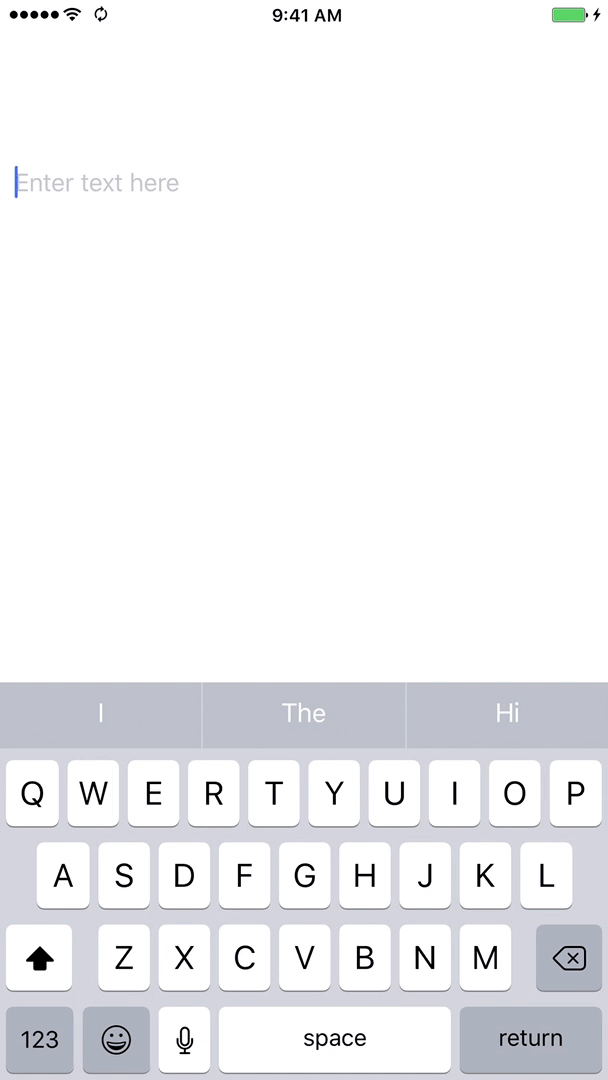 9:41 AM
Enter text here
I The Hi
Q W E R T Y U I O P
A S D F G H J K L
Z X C V B N M
123 space return